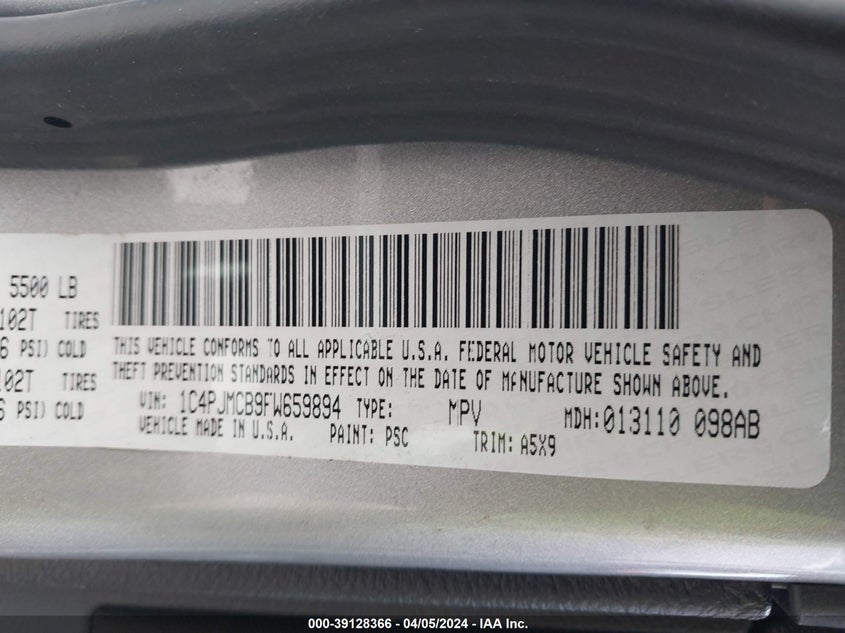 5500 LB
102T TIRES
6 PSI) COLD
102T TIRES
6 PSI) COLD
THIS VEHICLE CONFORMS TO ALL APPLICABLE U.S.A. FEDERAL MOTOR VEHICLE SAFETY AND
THEFT PREVENTION STANDARDS IN EFFECT ON THE DATE OF MANUFACTURE SHOWN ABOVE.
VIN: 1C4PJMCB9FW659894 TYPE: MPV MDH: 013110 098AB
VEHICLE MADE IN U.S.A. PAINT: PSC TRIM: A5X9
000-39128366 - 04/05/2024 - IAA Inc.